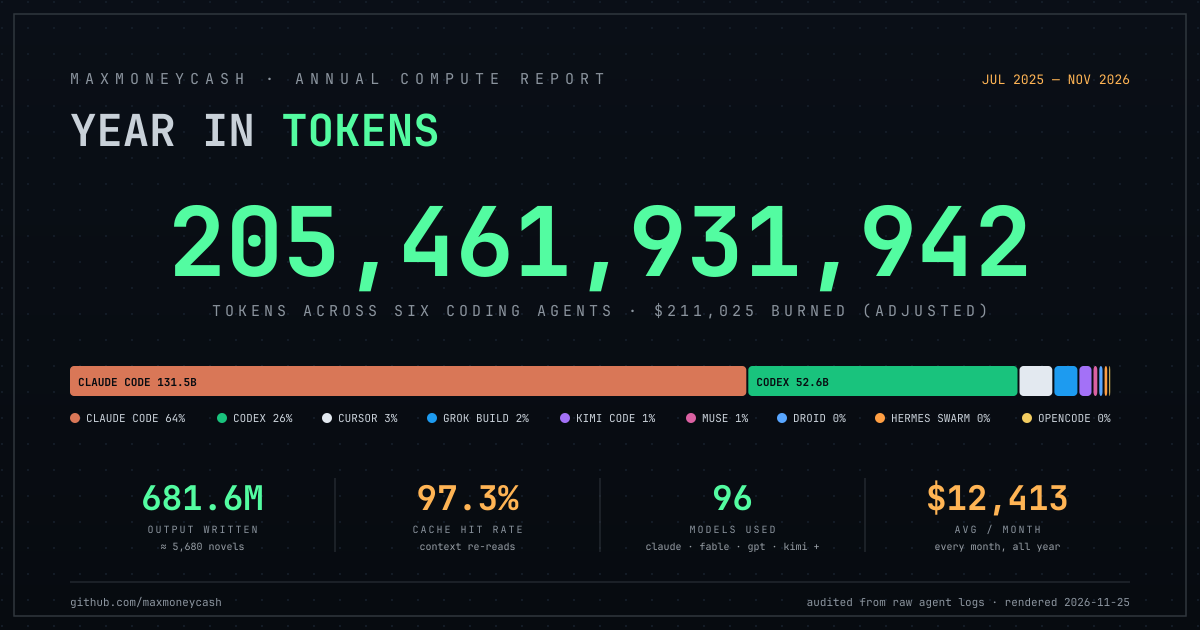 MAXMONEYCASH · ANNUAL COMPUTE REPORT
JUL 2025 — NOV 2026
YEAR IN TOKENS
205,461,931,942
TOKENS ACROSS SIX CODING AGENTS · $211,025 BURNED (ADJUSTED)
CLAUDE CODE 131.5B
CODEX 52.6B
CLAUDE CODE 64%
CODEX 26%
CURSOR 3%
GROK BUILD 2%
KIMI CODE 1%
MUSE 1%
DROID 0%
HERMES SWARM 0%
OPENCODE 0%
681.6M
OUTPUT WRITTEN
≈ 5,680 novels
97.3%
CACHE HIT RATE
context re-reads
96
MODELS USED
claude · fable · gpt · kimi +
$12,413
AVG / MONTH
every month, all year
github.com/maxmoneycash
audited from raw agent logs · rendered 2026-11-25